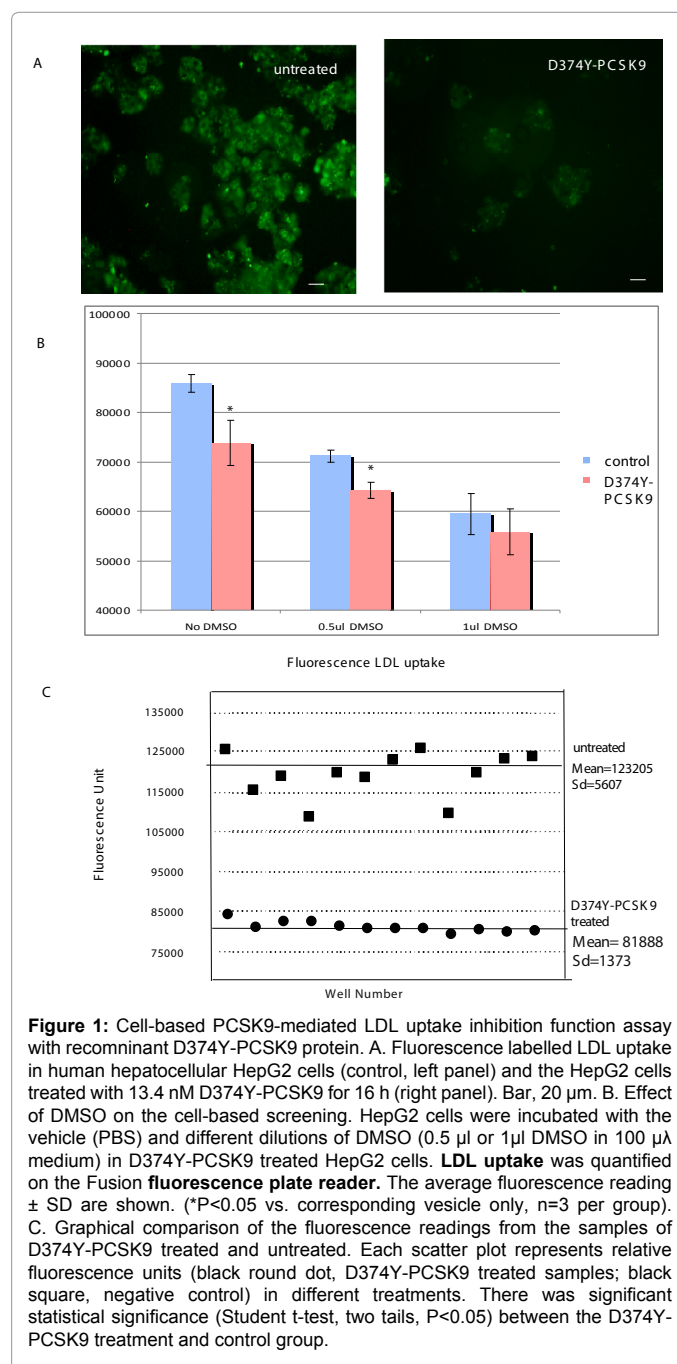 A
untreated
D374Y-PCSK9
B
100000
90000
80000
70000
60000
50000
40000
*
*
control
D374Y-
PCSK9
No DMSO
0.5ul DMSO
1ul DMSO
Fluorescence LDL uptake
C
Fluorescence Unit
135000
125000
115000
105000
95000
85000
75000
untreated
Mean=123205
Sd=5607
D374Y-PCSK9
treated
Mean= 81888
Sd=1373
Well Number
Figure 1: Cell-based PCSK9-mediated LDL uptake inhibition function assay
with recomninant D374Y-PCSK9 protein. A. Fluorescence labelled LDL uptake
in human hepatocellular HepG2 cells (control, left panel) and the HepG2 cells
treated with 13.4 nM D374Y-PCSK9 for 16 h (right panel). Bar, 20 µm. B. Effect
of DMSO on the cell-based screening. HepG2 cells were incubated with the
vehicle (PBS) and different dilutions of DMSO (0.5 µl or 1µl DMSO in 100 µλ
medium) in D374Y-PCSK9 treated HepG2 cells. LDL uptake was quantified
on the Fusion fluorescence plate reader. The average fluorescence reading
± SD are shown. (*P<0.05 vs. corresponding vesicle only, n=3 per group).
C. Graphical comparison of the fluorescence readings from the samples of
D374Y-PCSK9 treated and untreated. Each scatter plot represents relative
fluorescence units (black round dot, D374Y-PCSK9 treated samples; black
square, negative control) in different treatments. There was significant
statistical significance (Student t-test, two tails, P<0.05) between the D374Y-
PCSK9 treatment and control group.